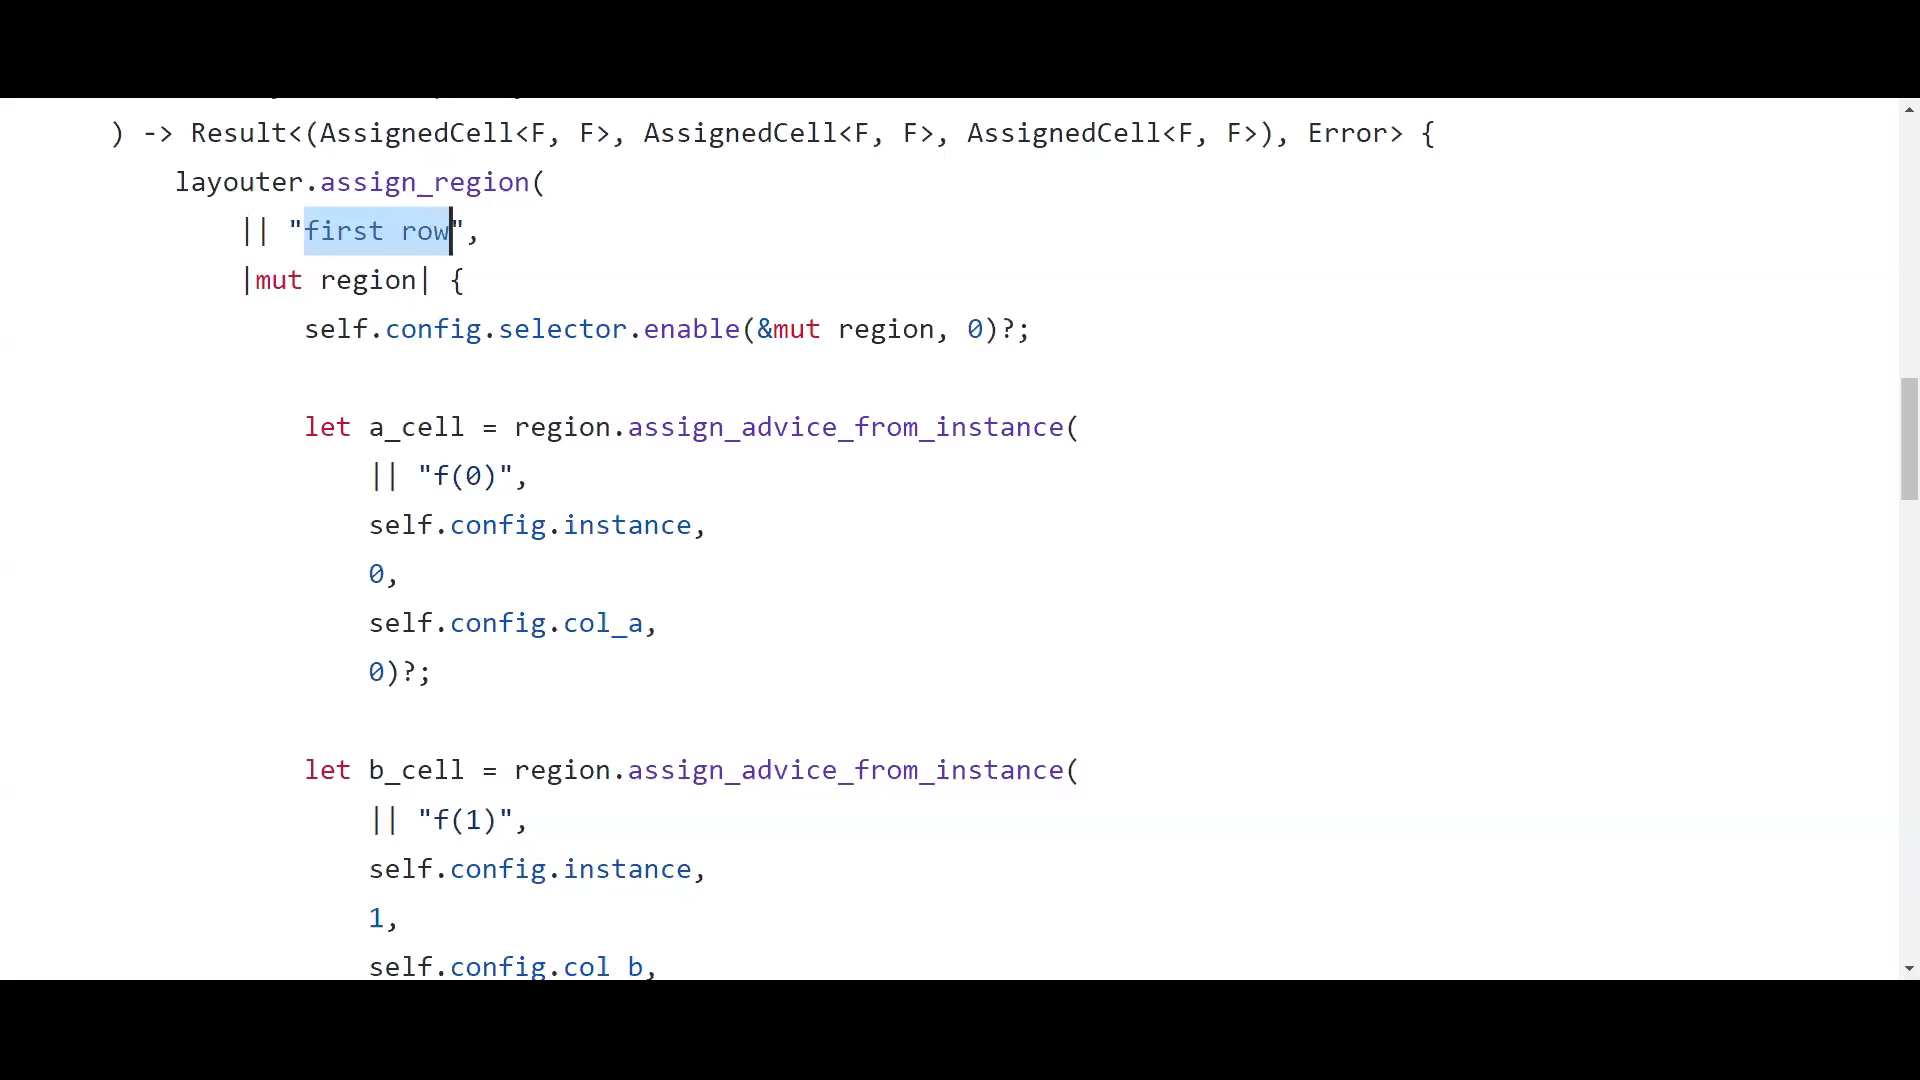 ) -> Result<(AssignedCell<F, F>, AssignedCell<F, F>, AssignedCell<F, F>), Error> {
layouter.assign_region(
|| "first row",
|mut region| {
self.config.selector.enable(&mut region, 0)?;
let a_cell = region.assign_advice_from_instance(
|| "f(0)",
self.config.instance,
0,
self.config.col_a,
0)?;
let b_cell = region.assign_advice_from_instance(
|| "f(1)",
self.config.instance,
1,
self.config.col_b,